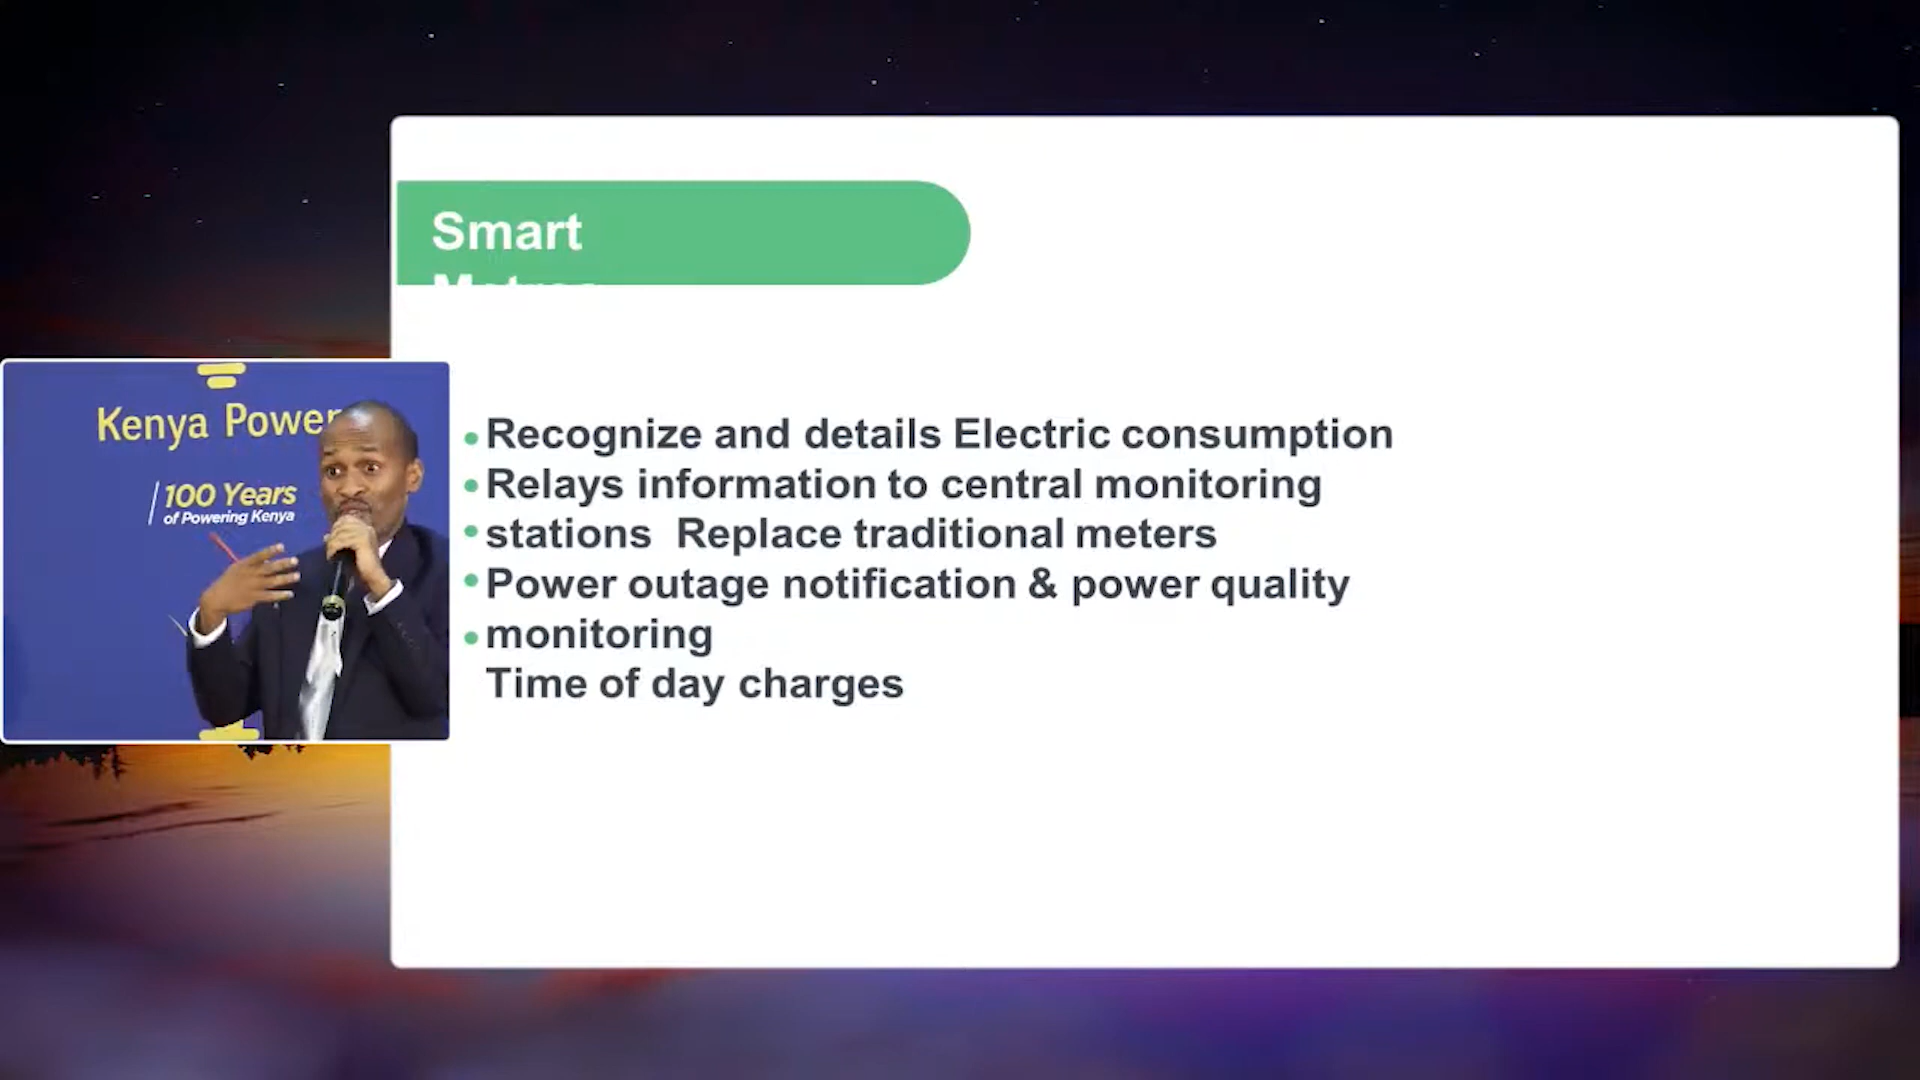 Smart
Kenya Power
100 Years
of Powering Kenya
• Recognize and details Electric consumption
• Relays information to central monitoring
• stations Replace traditional meters
• Power outage notification & power quality
• monitoring
Time of day charges